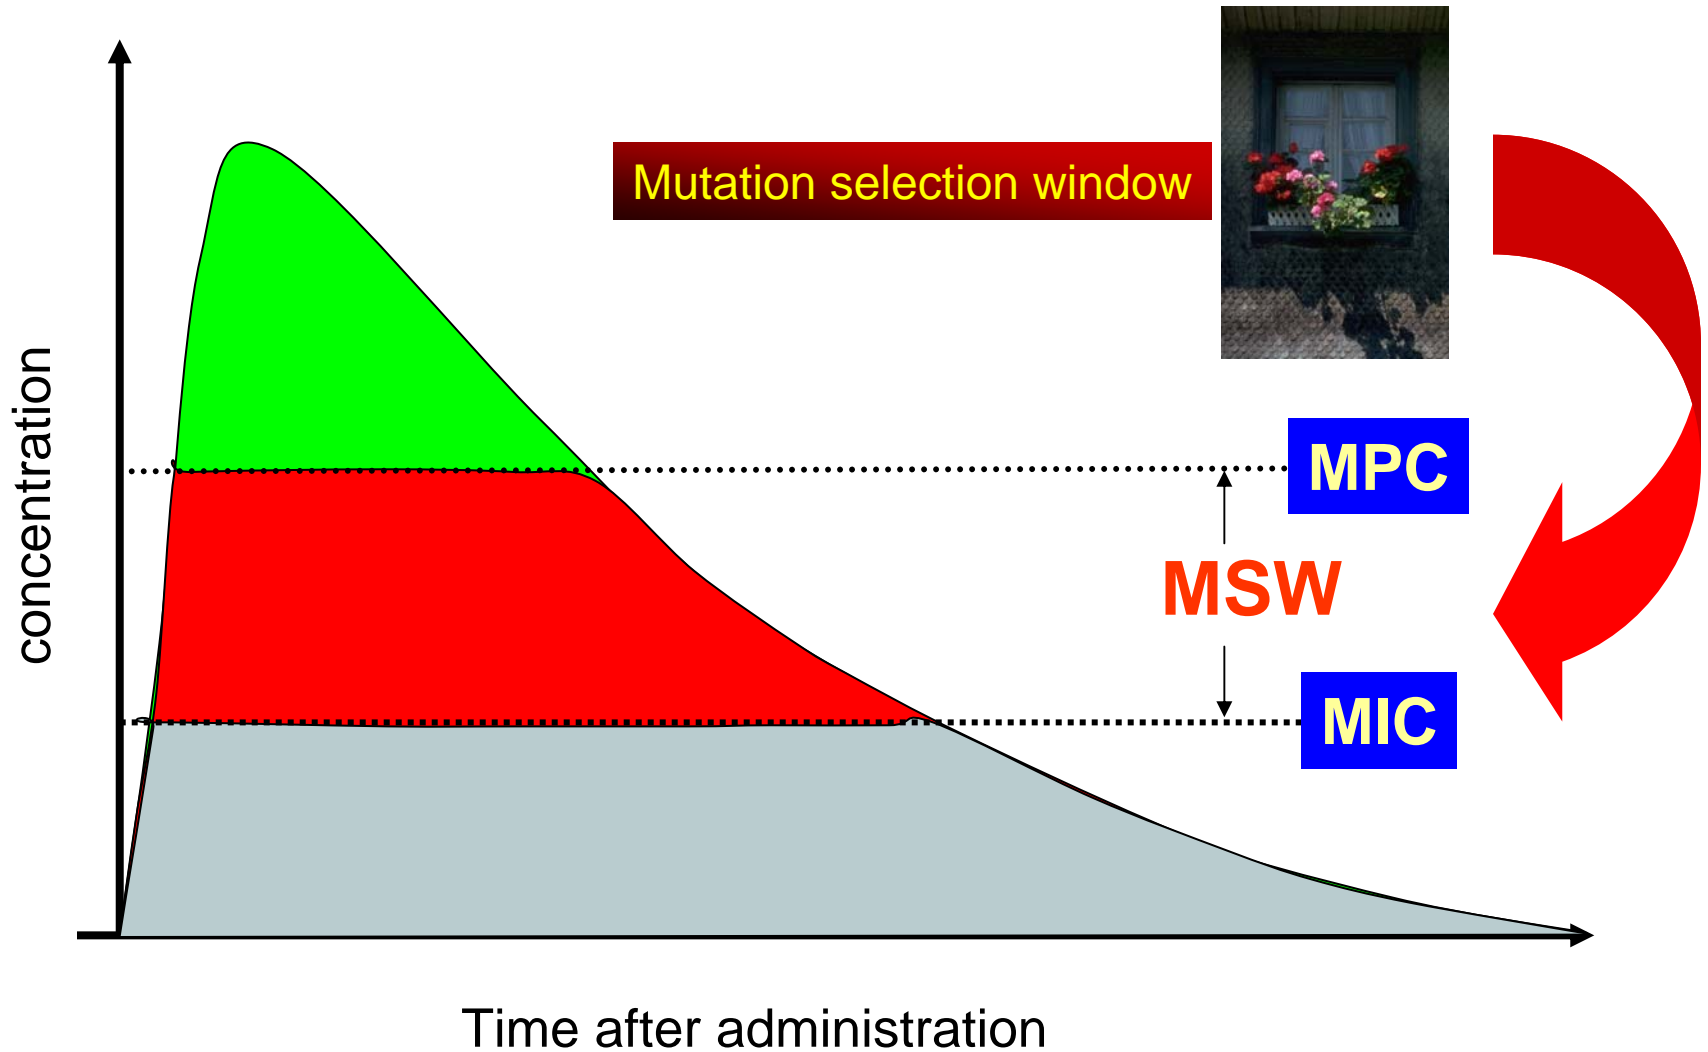 Mutation selection window
concentration
MPC
MSW
MIC
Time after administration